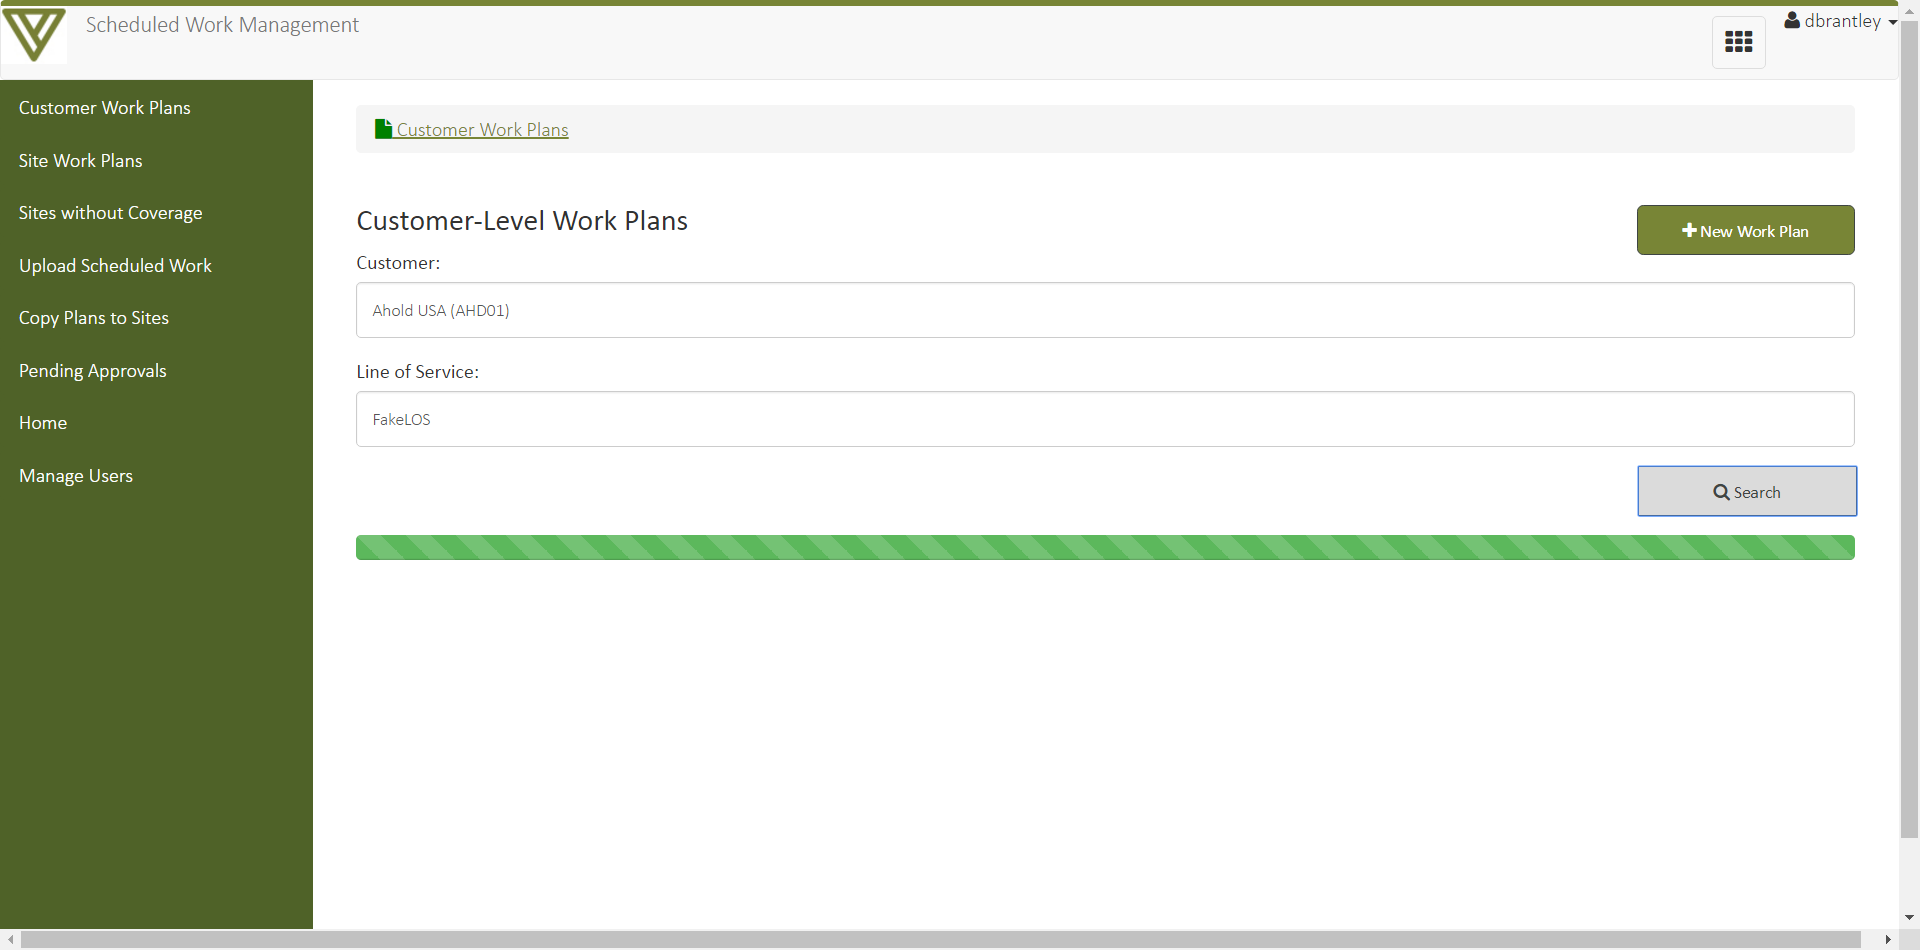 Scheduled Work Management
dbrantley
Customer Work Plans
Site Work Plans
Sites without Coverage
Upload Scheduled Work
Copy Plans to Sites
Pending Approvals
Home
Manage Users
Customer Work Plans
Customer-Level Work Plans
New Work Plan
Customer:
Ahold USA (AHD01)
Line of Service:
FakeLOS
Search